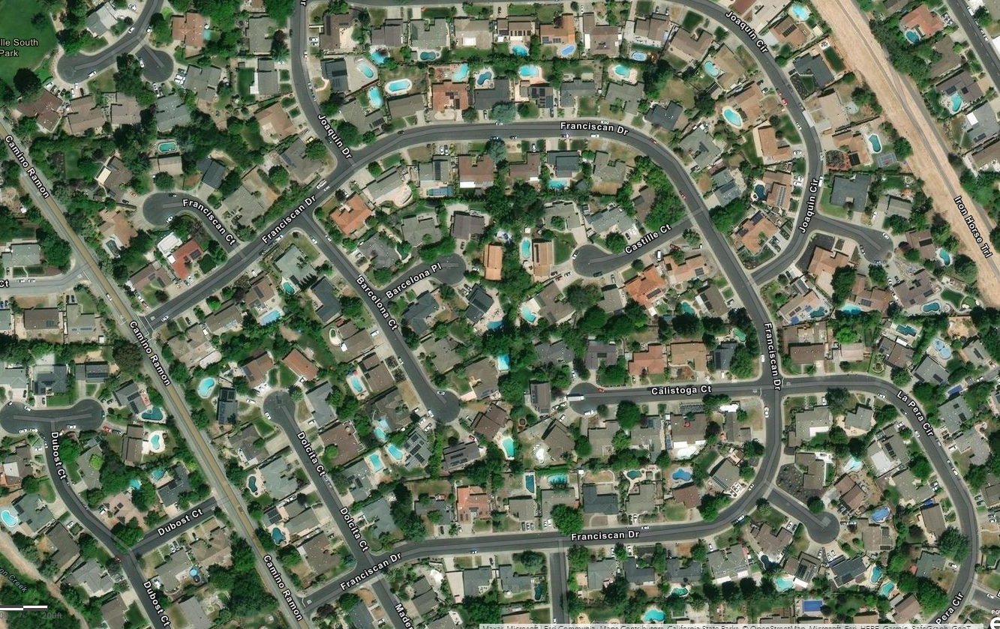 Joaquin Cir
lle South
Park
Franciscan Dr
Joaquin Dr
Camino Ramon
Franciscan Ct
Franciscan Dr
Joaquin Cir
Iron Horse Trl
Castille Ct
Barcelona Pl
Ct
Barcelona Ct
Camino Ramon
Franciscan Dr
Calistoga Ct
La Pera Cir
Dubost Ct
Dolcita Ct
Dubost Ct
Dolcita Ct
Franciscan Dr
Franciscan Dr
Camino Ramon
Dubost Ct
Made
Pera Cir
on Creek
200ft
Maxar, Microsoft | Esri Community Maps Contributors, California State Parks, © OpenStreetMap, Microsoft, Esri, HERE, Garmin, SafeGraph, GeoT